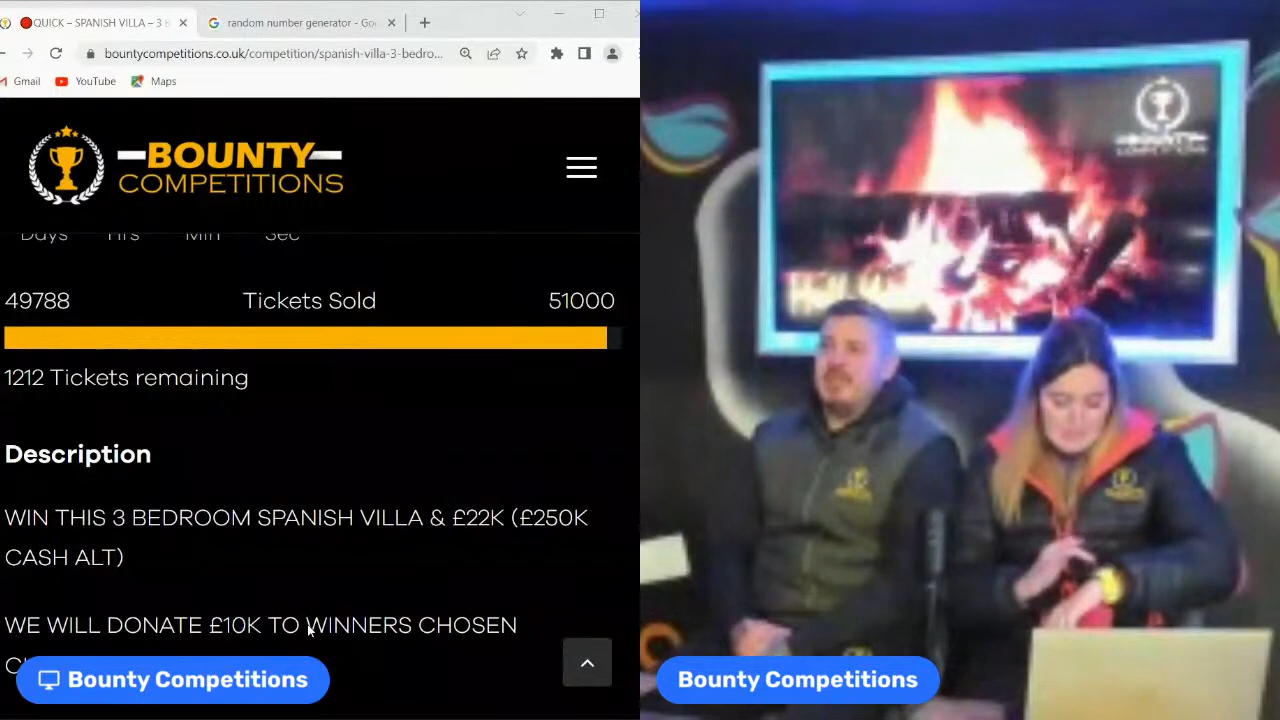 QUICK – SPANISH VILLA – 3
random number generator - Go
bountycompetitions.co.uk/competition/spanish-villa-3-bedro...
Gmail
YouTube
Maps
BOUNTY
COMPETITIONS
Days Hrs Min Sec
49788 Tickets Sold 51000
1212 Tickets remaining
Description
WIN THIS 3 BEDROOM SPANISH VILLA & £22K (£250K
CASH ALT)
WE WILL DONATE £10K TO WINNERS CHOSEN
Bounty Competitions
Bounty Competitions